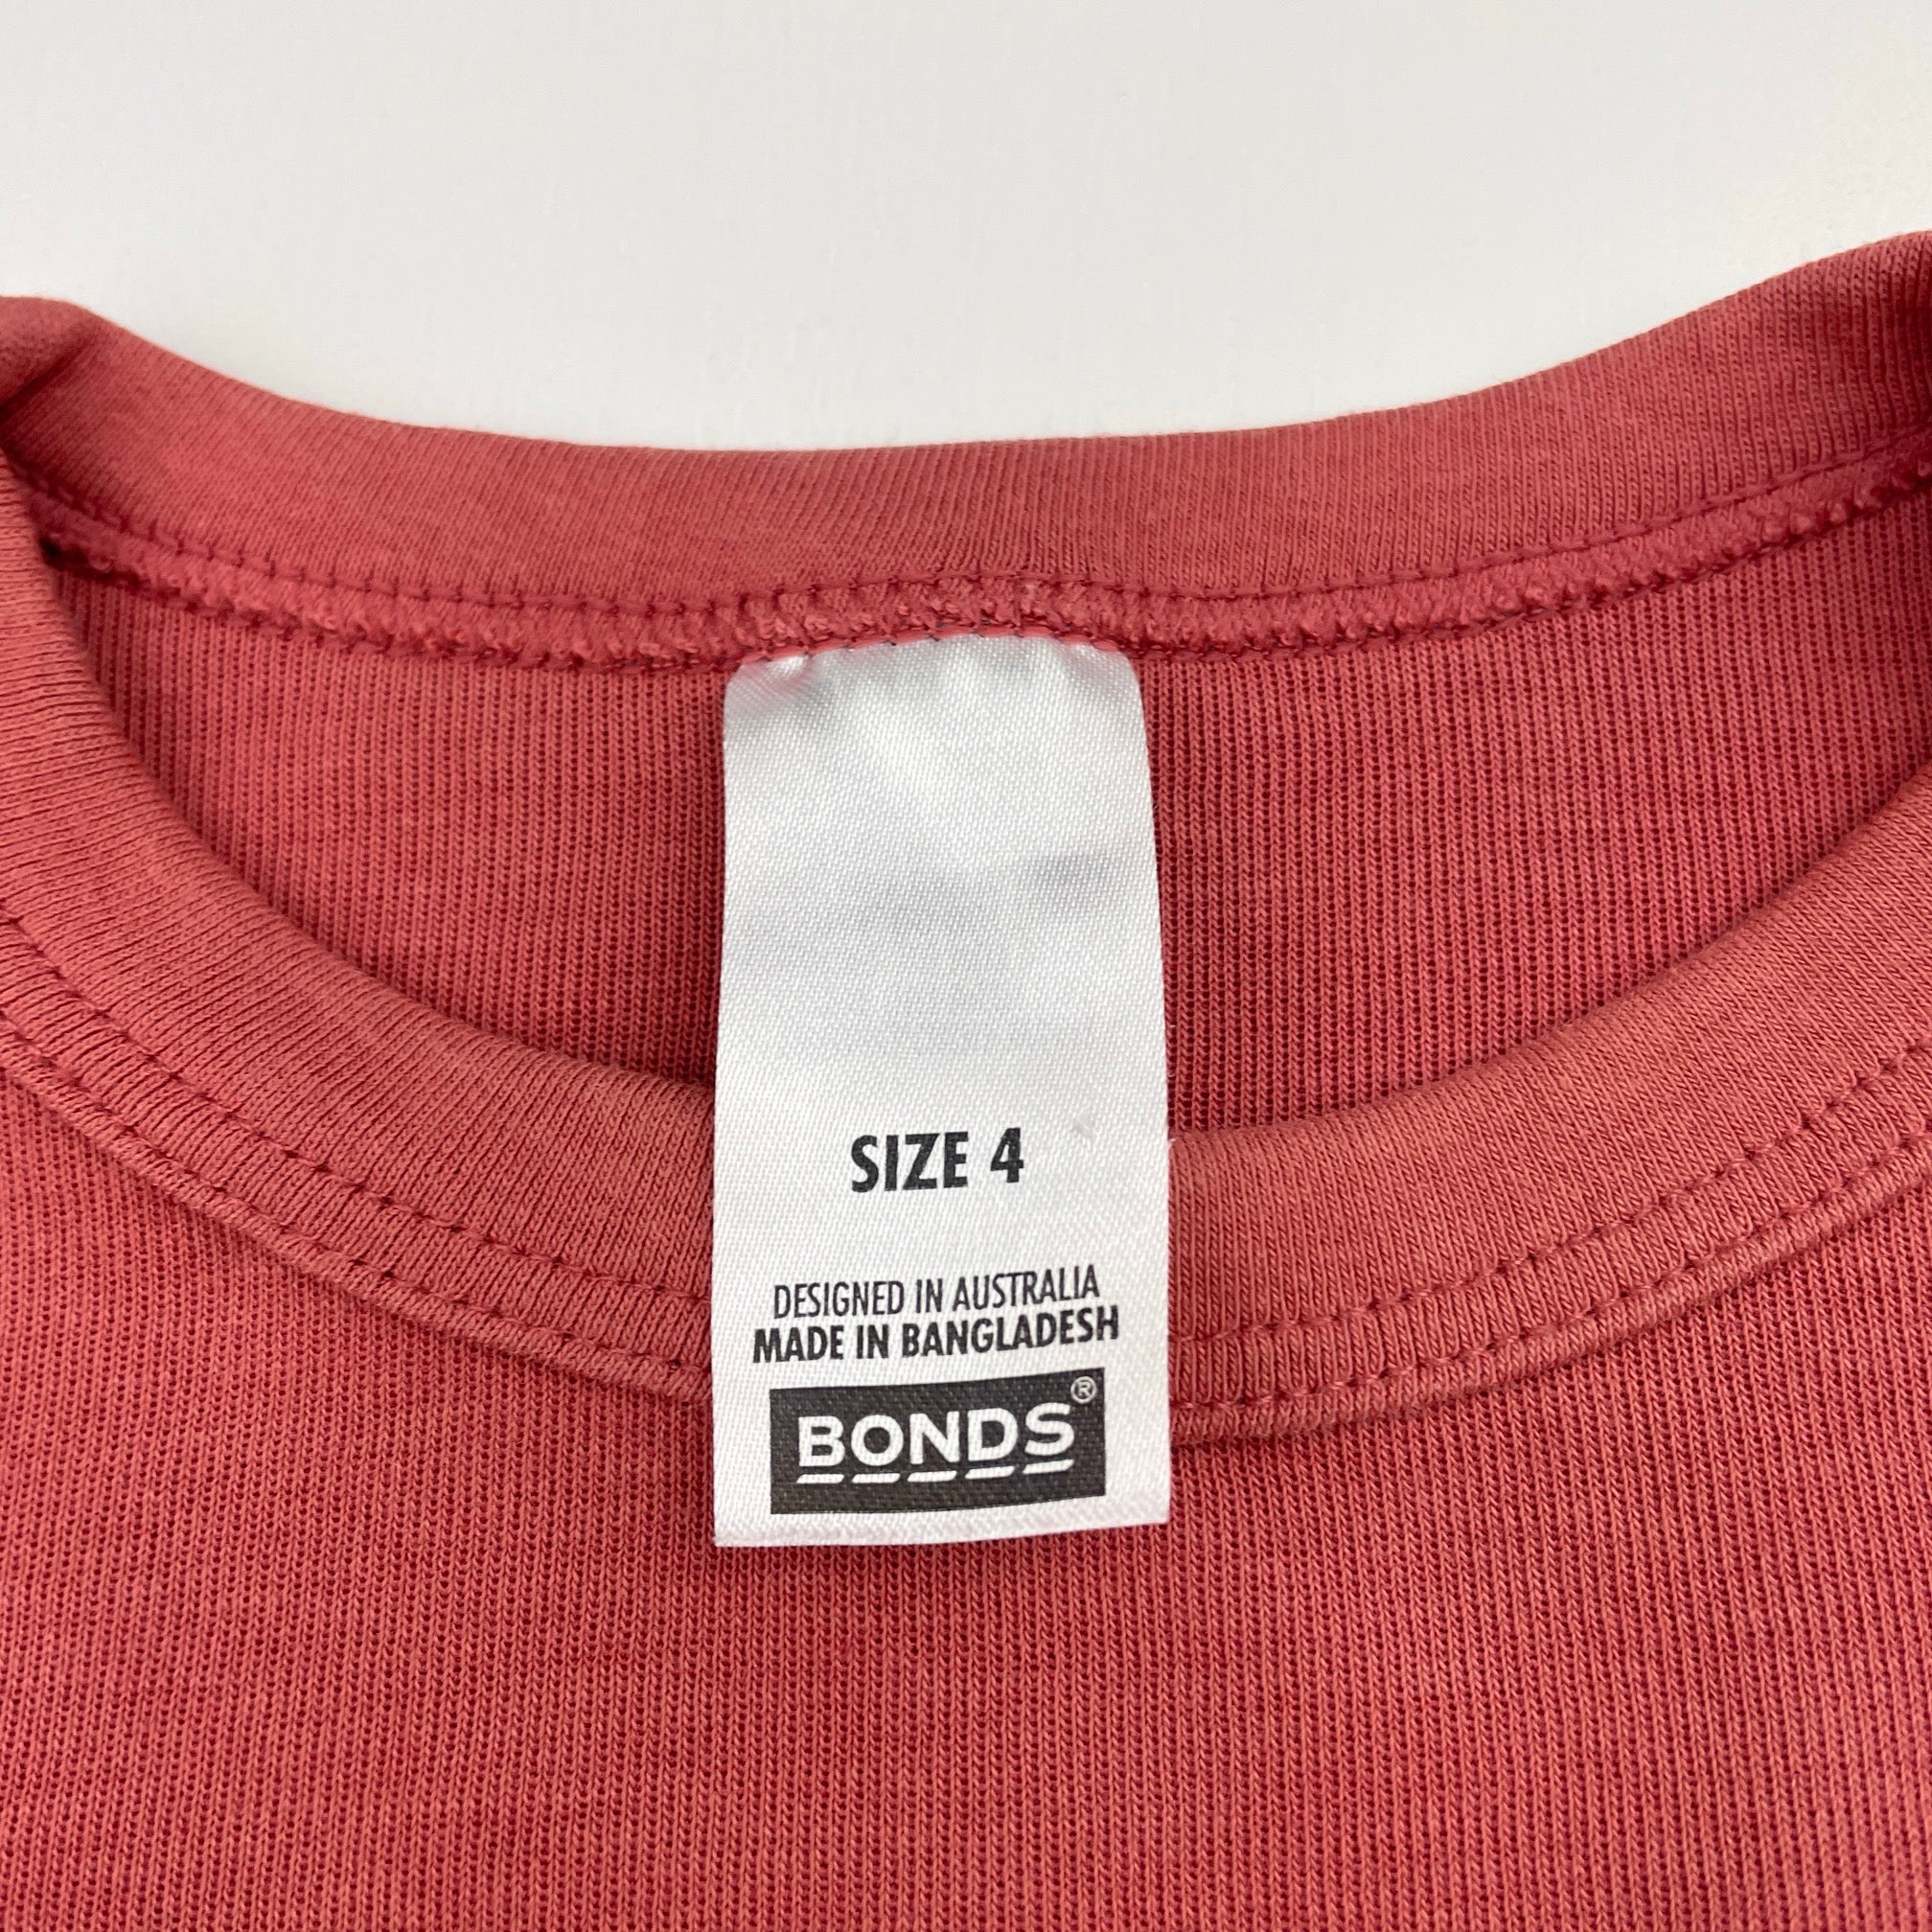 SIZE 4
DESIGNED IN AUSTRALIA
MADE IN BANGLADESH
BONDS®